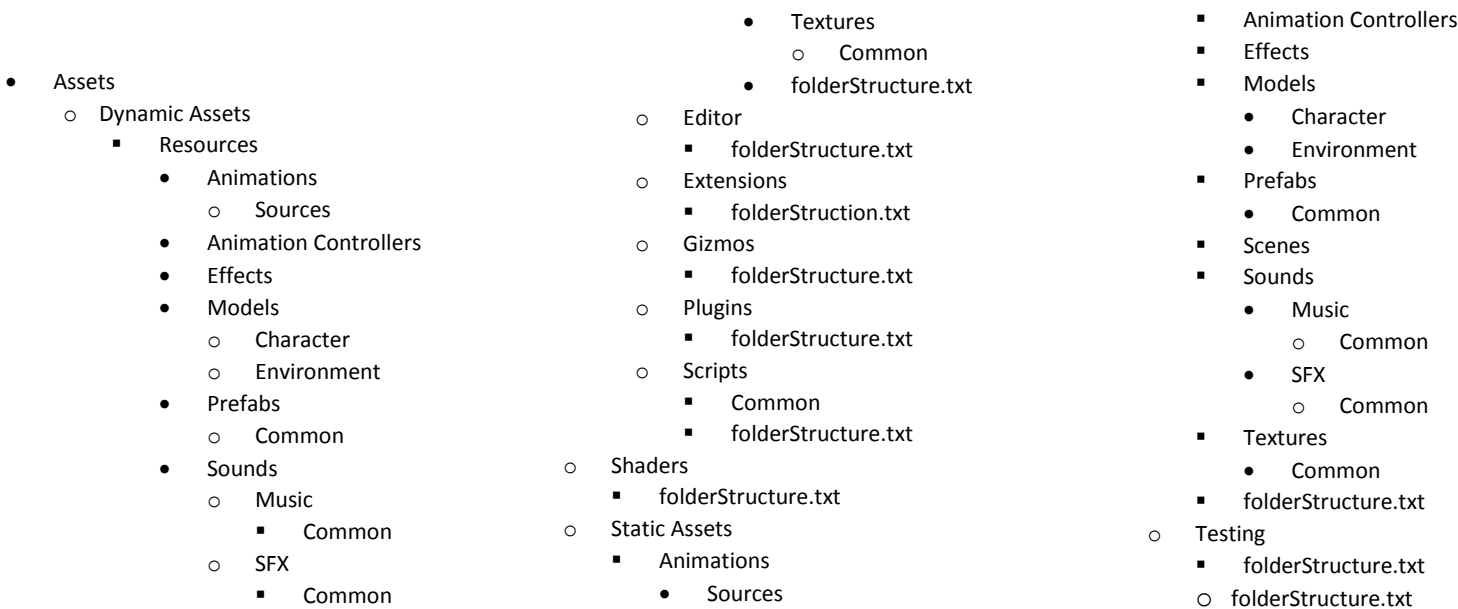 Assets
Dynamic Assets
Resources
Animations
Sources
Animation Controllers
Effects
Models
Character
Environment
Prefabs
Common
Sounds
Music
Common
SFX
Common
Textures
Common
folderStructure.txt
Editor
folderStructure.txt
Extensions
folderStruction.txt
Gizmos
folderStructure.txt
Plugins
folderStructure.txt
Scripts
Common
folderStructure.txt
Shaders
folderStructure.txt
Static Assets
Animations
Sources
Animation Controllers
Effects
Models
Character
Environment
Prefabs
Common
Scenes
Sounds
Music
Common
SFX
Common
Textures
Common
folderStructure.txt
Testing
folderStructure.txt
folderStructure.txt